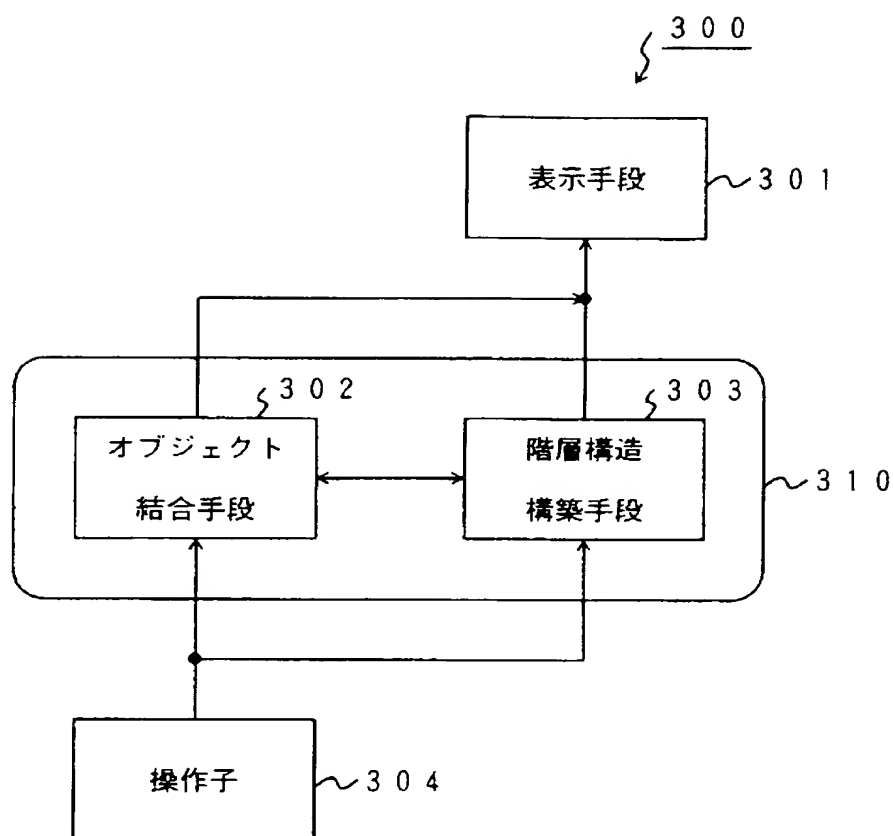 ３００
表示手段
３０１
３０２
オブジェクト
結合手段
３０３
階層構造
構築手段
３１０
操作子
３０４